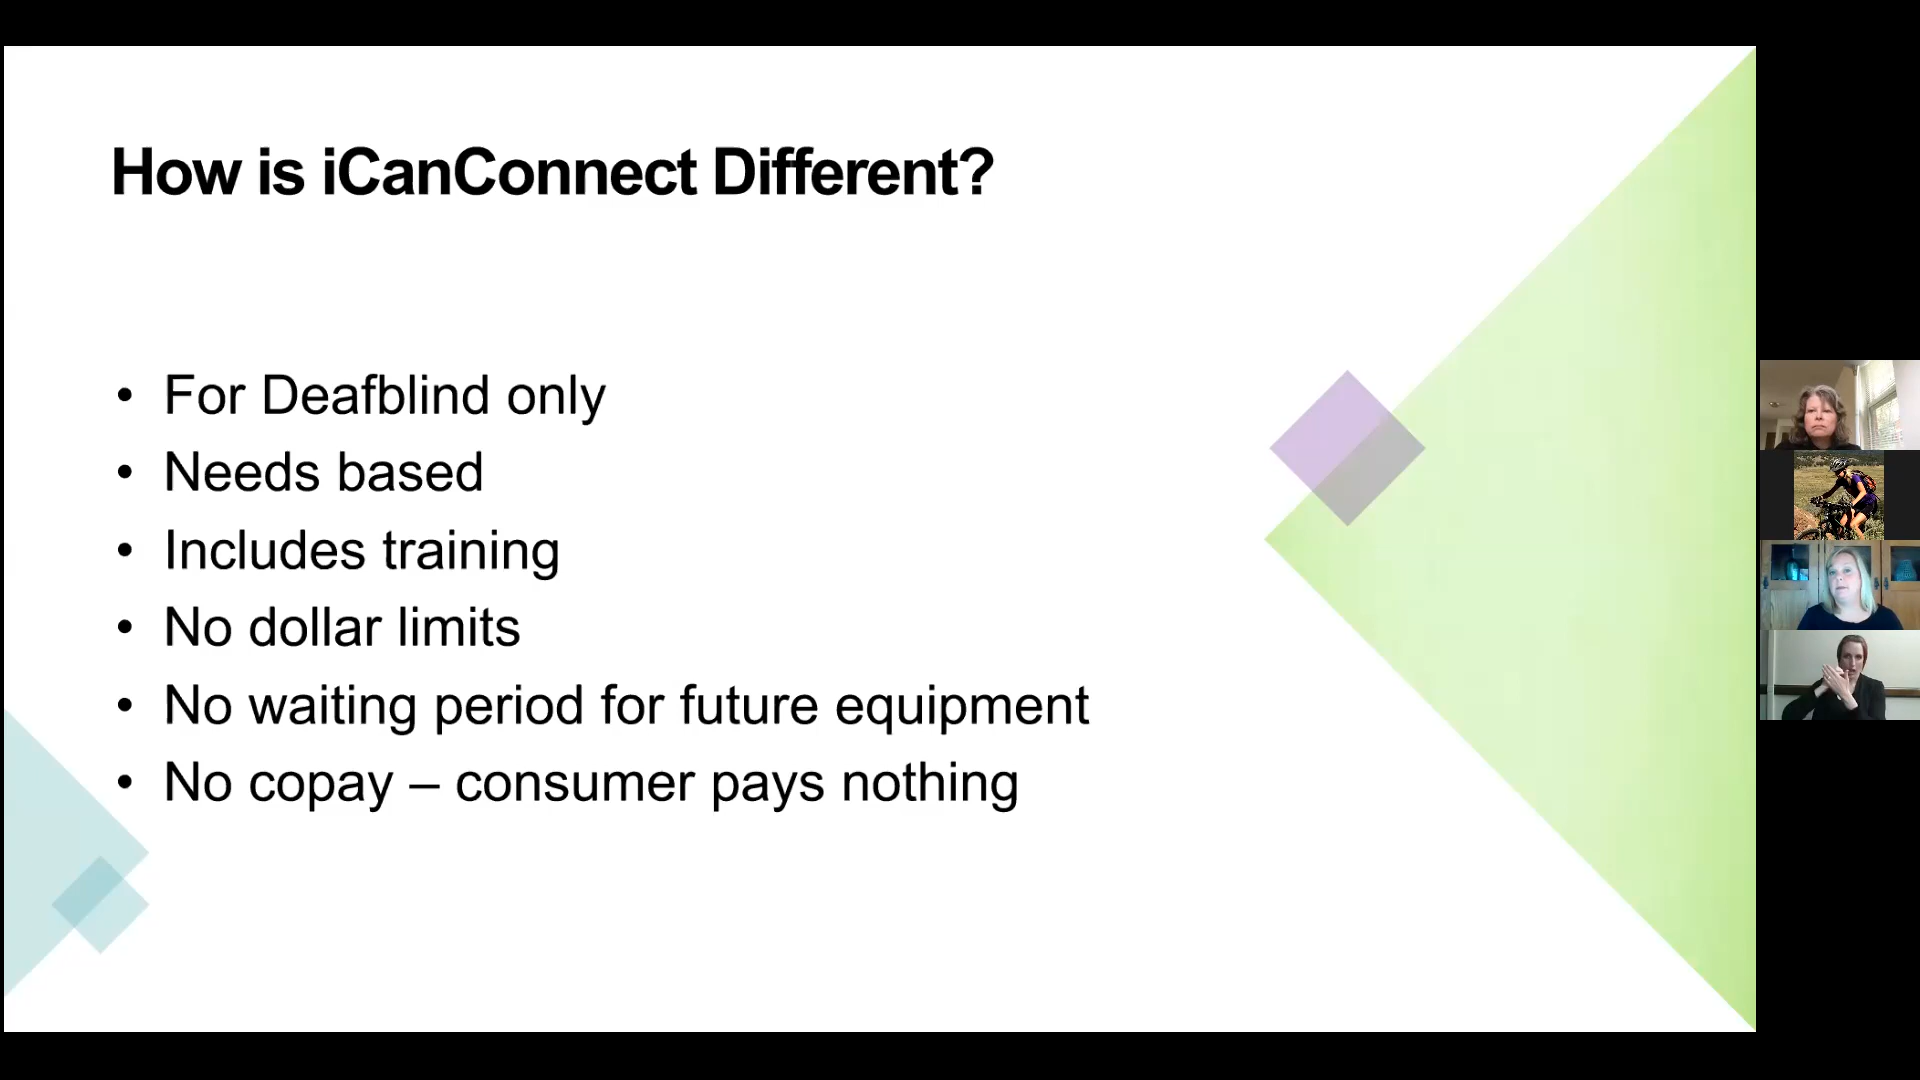 How is iCanConnect Different?
• For Deafblind only
• Needs based
• Includes training
• No dollar limits
• No waiting period for future equipment
• No copay – consumer pays nothing